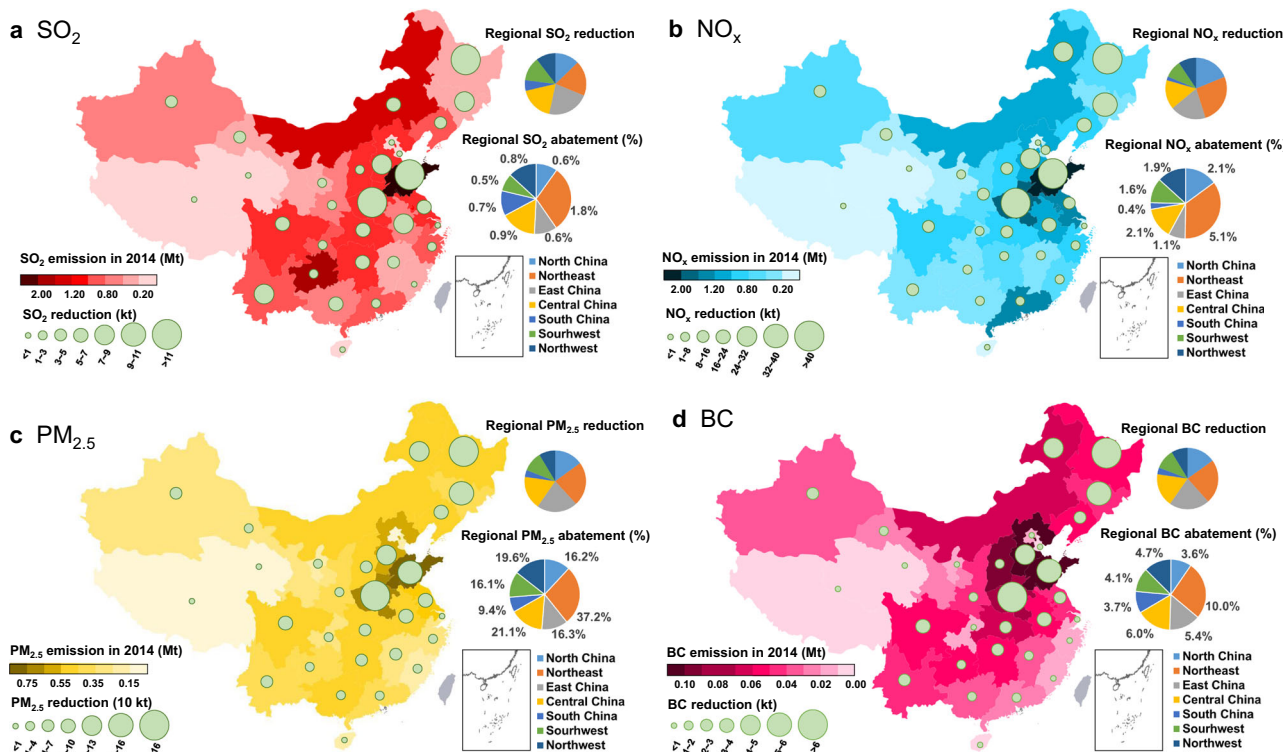 a SO2
Regional SO2 reduction
Regional SO2 abatement (%)
0.8%
0.6%
0.5%
0.7%
1.8%
0.9%
0.6%
SO2 emission in 2014 (Mt)
2.00 1.20 0.80 0.20
SO2 reduction (kt)
<1 1~3 3~5 5~7 7~9 9~11 >11
North China
Northeast
East China
Central China
South China
Sourhwest
Northwest
b NOx
Regional NOx reduction
Regional NOx abatement (%)
1.9%
2.1%
1.6%
0.4%
2.1%
5.1%
1.1%
NOx emission in 2014 (Mt)
2.00 1.20 0.80 0.20
NOx reduction (kt)
<1 1~8 8~16 16~24 24~32 32~40 >40
North China
Northeast
East China
Central China
South China
Sourhwest
Northwest
c PM2.5
Regional PM2.5 reduction
Regional PM2.5 abatement (%)
19.6%
16.2%
16.1%
9.4%
37.2%
21.1%
16.3%
PM2.5 emission in 2014 (Mt)
0.75 0.55 0.35 0.15
PM2.5 reduction (10 kt)
<1
North China
Northeast
East China
Central China
South China
Sourhwest
Northwest
d BC
Regional BC reduction
Regional BC abatement (%)
4.7%
3.6%
4.1%
3.7%
10.0%
6.0%
5.4%
BC emission in 2014 (Mt)
0.10 0.06 0.04 0.02 0.00
BC reduction (kt)
<1
North China
Northeast
East China
Central China
South China
Sourhwest
Northwest